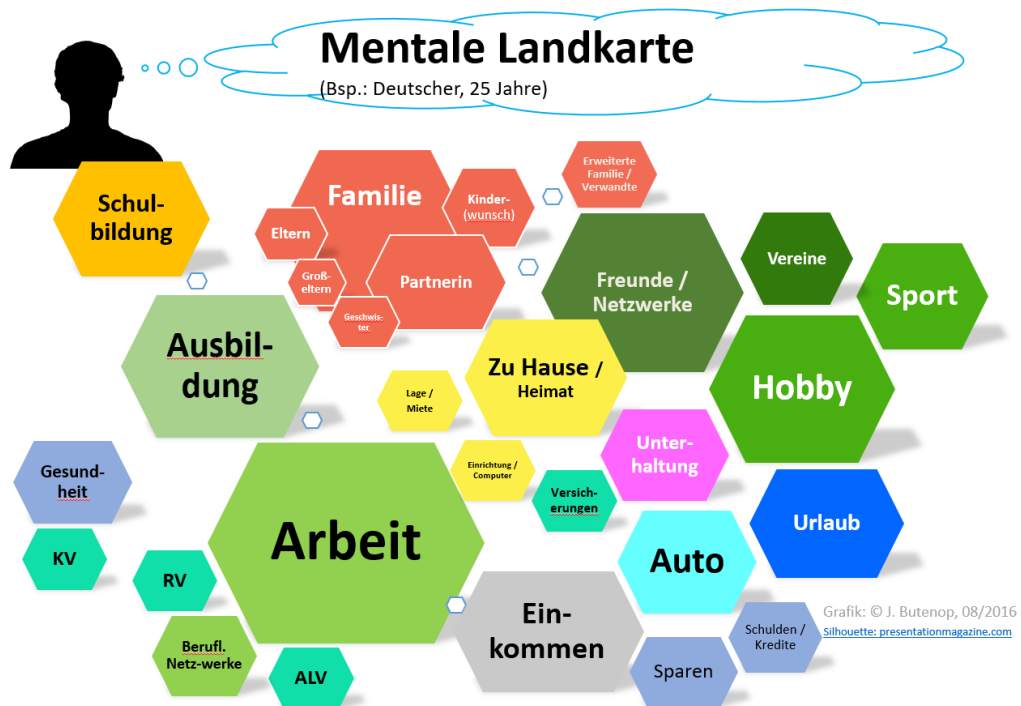 Mentale Landkarte
(Bsp.: Deutscher, 25 Jahre)
Schul-
bildung
Familie
Eltern
Groß-
eltern
Geschwis-
ter
Partnerin
Kinder-
(wunsch)
Erweiterte
Familie /
Verwandte
Freunde /
Netzwerke
Vereine
Sport
Hobby
Ausbil-
dung
Zu Hause /
Heimat
Lage /
Miete
Einrichtung /
Computer
Unter-
haltung
Versich-
erungen
Gesund-
heit
KV
RV
Arbeit
Berufl.
Netz-werke
ALV
Ein-
kommen
Auto
Urlaub
Sparen
Schulden /
Kredite
Grafik: © J. Butenop, 08/2016
Silhouette: presentationmagazine.com